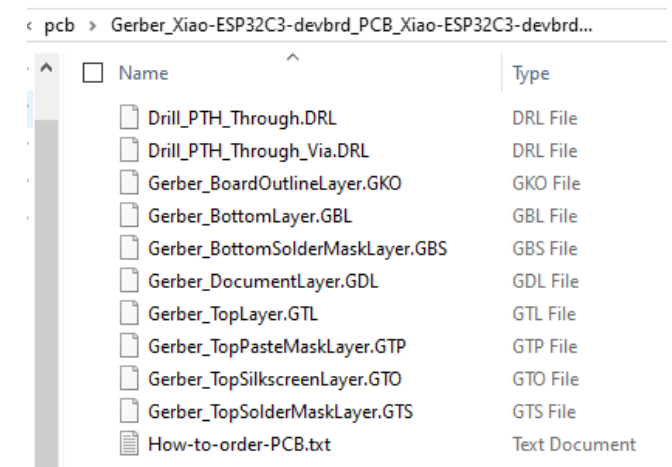 pcb > Gerber_Xiao-ESP32C3-devbrd_PCB_Xiao-ESP32C3-devbrd...
Name Type
Drill_PTH_Through.DRL DRL File
Drill_PTH_Through_Via.DRL DRL File
Gerber_BoardOutlineLayer.GKO GKO File
Gerber_BottomLayer.GBL GBL File
Gerber_BottomSolderMaskLayer.GBS GBS File
Gerber_DocumentLayer.GDL GDL File
Gerber_TopLayer.GTL GTL File
Gerber_TopPasteMaskLayer.GTP GTP File
Gerber_TopSilkscreenLayer.GTO GTO File
Gerber_TopSolderMaskLayer.GTS GTS File
How-to-order-PCB.txt Text Document